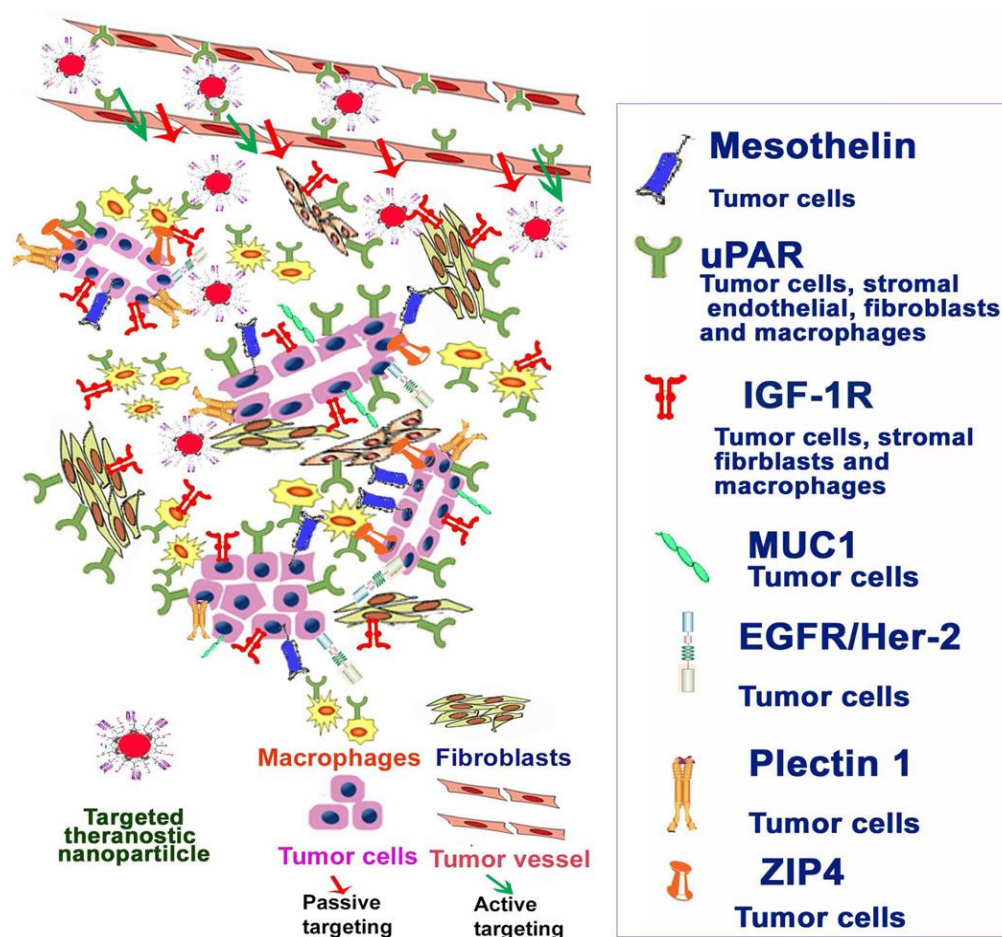 Mesothelin
Tumor cells
uPAR
Tumor cells, stromal
endothelial, fibroblasts
and macrophages
IGF-1R
Tumor cells, stromal
fibrblasts and
macrophages
MUC1
Tumor cells
EGFR/Her-2
Tumor cells
Plectin 1
Tumor cells
ZIP4
Tumor cells
Macrophages
Fibroblasts
Targeted
theranostic
nanopartilcle
Tumor cells
Tumor vessel
Passive
targeting
Active
targeting